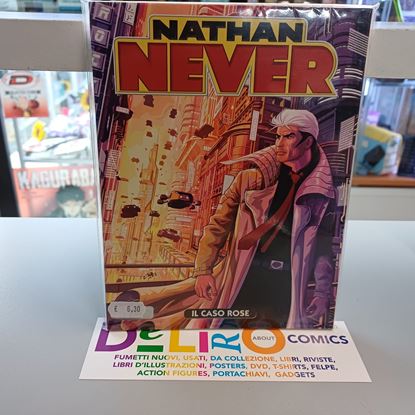 NATHAN
NEVER
KAGURABA
€ 6,30
IL CASO ROSE
DELIRO ABOUT COMICS
FUMETTI NUOVI, USATI, DA COLLEZIONE, LIBRI, RIVISTE,
LIBRI D'ILLUSTRAZIONI, POSTERS, DVD, T-SHIRTS, FELPE,
ACTION FIGURES, PORTACHIAVI, GADGETS